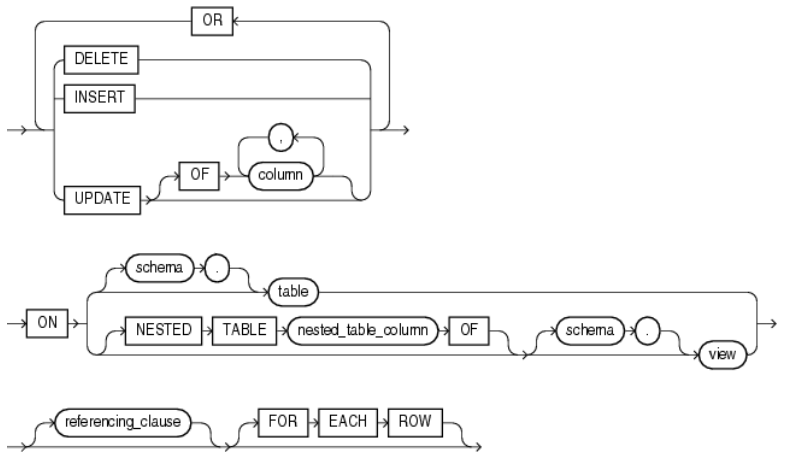 OR
DELETE
INSERT
,
UPDATE OF column
schema .
table
ON
NESTED TABLE nested_table_column OF schema .
view
referencing_clause FOR EACH ROW